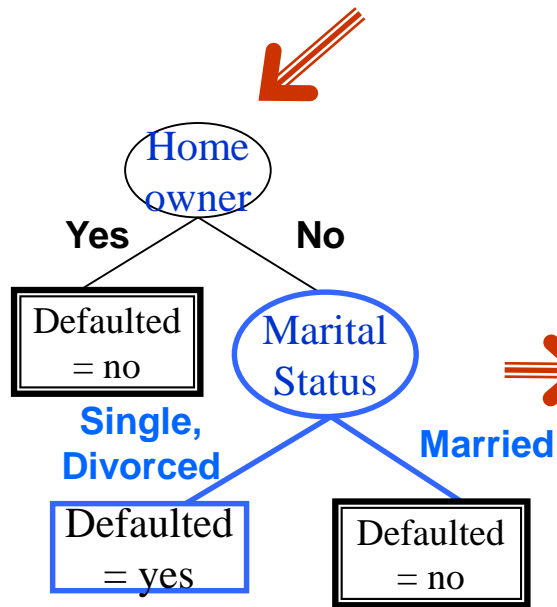 Home
owner
Yes
No
Defaulted
= no
Marital
Status
Single,
Divorced
Married
Defaulted
= yes
Defaulted
= no